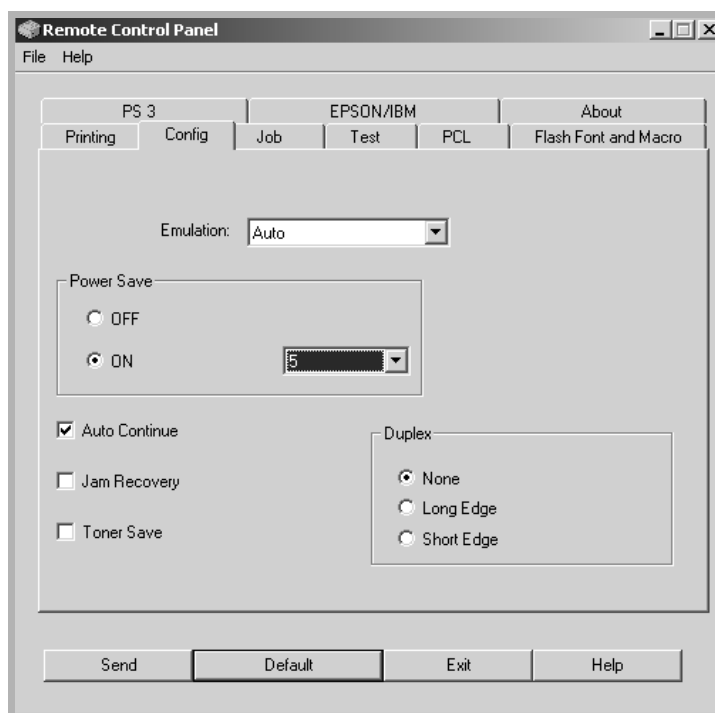 Remote Control Panel
File Help
PS 3 EPSON/IBM About
Printing Config Job Test PCL Flash Font and Macro
Emulation: Auto
Power Save
OFF
ON 5
Auto Continue
Duplex
None
Jam Recovery
Long Edge
Toner Save
Short Edge
Send Default Exit Help